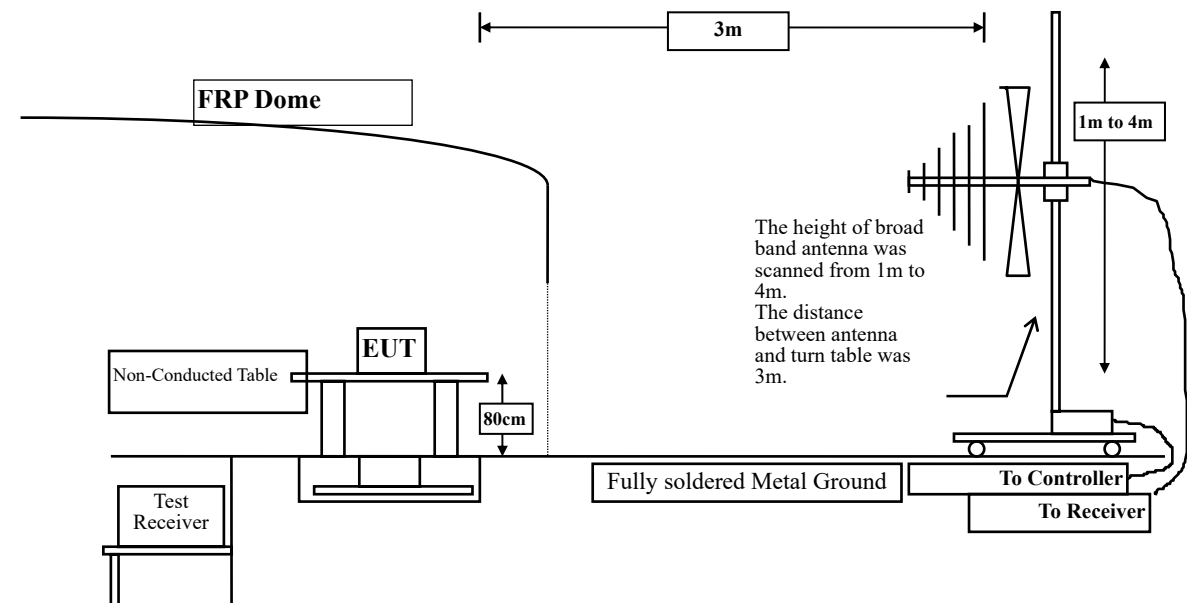 3m
FRP Dome
1m to 4m
The height of broad
band antenna was
scanned from 1m to
4m.
The distance
between antenna
and turn table was
3m.
EUT
Non-Conducted Table
80cm
Fully soldered Metal Ground
To Controller
Test
Receiver
To Receiver